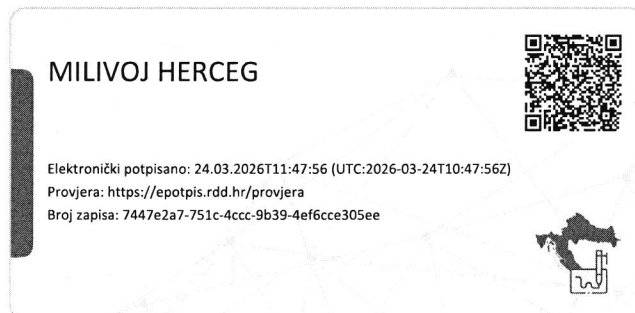 MILIVOJ HERCEG
Elektronički potpisano: 24.03.2026T11:47:56 (UTC:2026-03-24T10:47:56Z)
Provjera: https://epotpis.rdd.hr/provjera
Broj zapisa: 7447e2a7-751c-4ccc-9b39-4ef6cce305ee